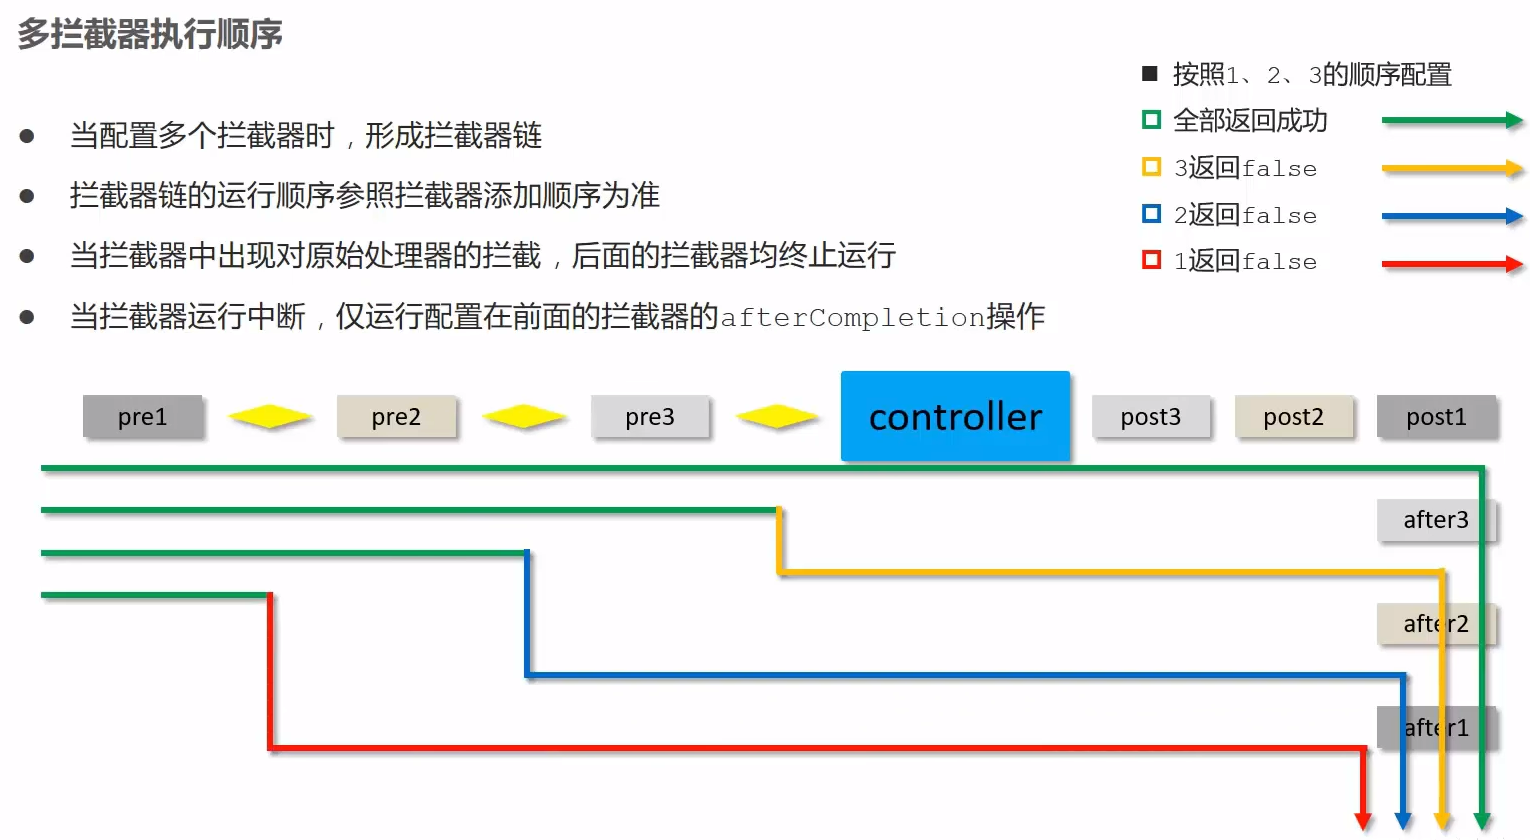 多拦截器执行顺序
当配置多个拦截器时，形成拦截器链
拦截器链的运行顺序参照拦截器添加顺序为准
当拦截器中出现对原始处理器的拦截，后面的拦截器均终止运行
当拦截器运行中断，仅运行配置在前面的拦截器的afterCompletion操作
按照1、2、3的顺序配置
全部返回成功
3返回false
2返回false
1返回false
pre1 pre2 pre3 controller post3 post2 post1
after3
after2
after1